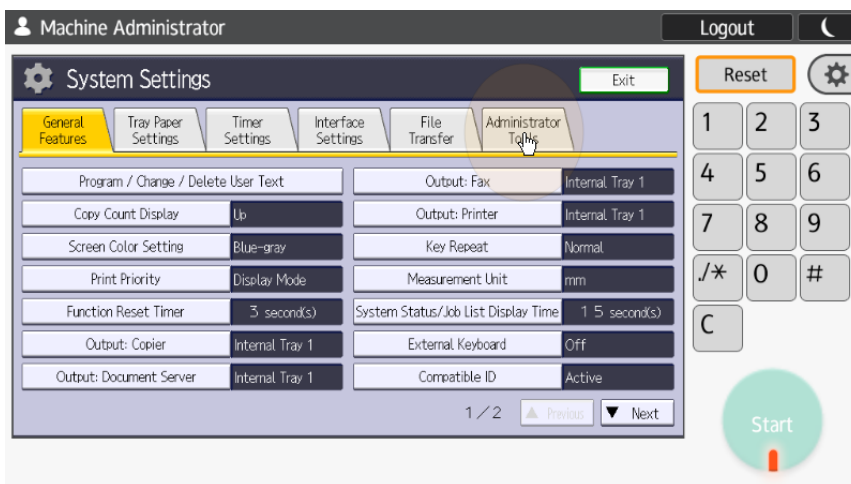 Machine Administrator
Logout
System Settings
Exit
Reset
General
Features
Tray Paper
Settings
Timer
Settings
Interface
Settings
File
Transfer
Administrator
Tools
Program / Change / Delete User Text
Output: Fax
Internal Tray 1
Copy Count Display
Up
Output: Printer
Internal Tray 1
Screen Color Setting
Blue-gray
Key Repeat
Normal
Print Priority
Display Mode
Measurement Unit
mm
Function Reset Timer
3 second(s)
System Status/Job List Display Time
15 second(s)
Output: Copier
Internal Tray 1
External Keyboard
Off
Output: Document Server
Internal Tray 1
Compatible ID
Active
1/2
▲ Previous
▼ Next
1 2 3
4 5 6
7 8 9
./* 0 #
C
Start